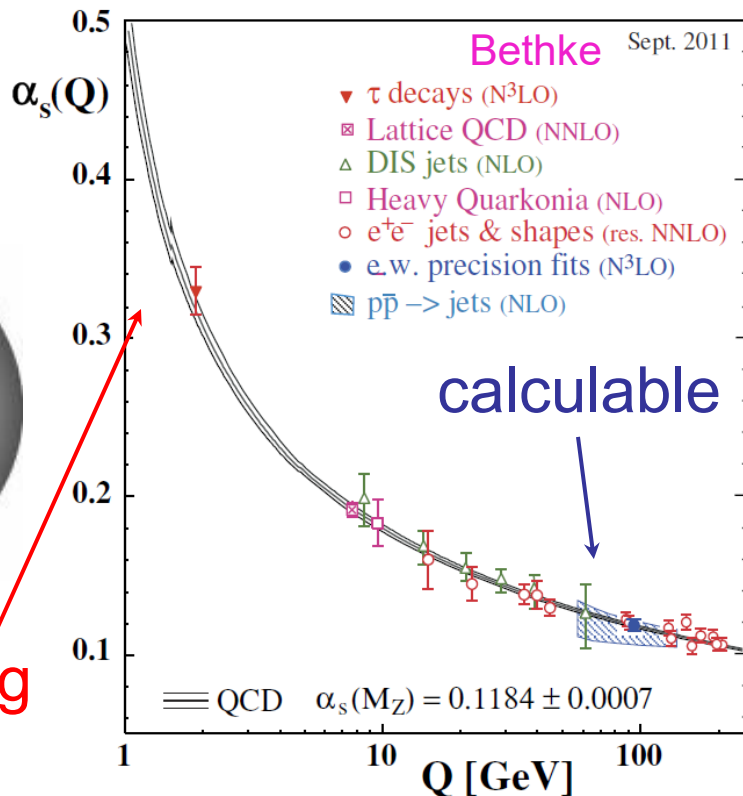 0.5
Bethke Sept. 2011
αs(Q)
τ decays (N³LO)
Lattice QCD (NNLO)
0.4
DIS jets (NLO)
Heavy Quarkonia (NLO)
e⁺e⁻ jets & shapes (res. NNLO)
e.w. precision fits (N³LO)
pp̅ –> jets (NLO)
0.3
calculable
0.2
0.1
g
QCD αs(MZ) = 0.1184 ± 0.0007
1 10 100
Q [GeV]